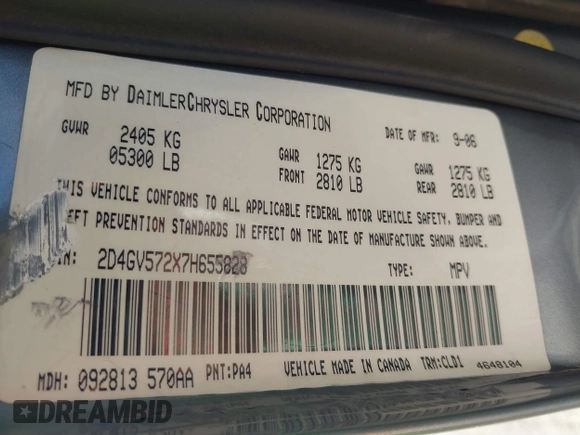 MFD BY DAIMLERCHRYSLER CORPORATION
DATE OF MFR: 9-06
GVWR 2405 KG
05300 LB
GAWR FRONT 1275 KG
2810 LB
GAWR REAR 1275 KG
2810 LB
THIS VEHICLE CONFORMS TO ALL APPLICABLE FEDERAL MOTOR VEHICLE SAFETY, BUMPER AND
EFT PREVENTION STANDARDS IN EFFECT ON THE DATE OF MANUFACTURE SHOWN ABOVE.
IN: 2D4GV572X7H655828 TYPE: MPV
MDH: 092813 570AA PNT:PA4 VEHICLE MADE IN CANADA TRM:CLD1 4648104
DREAMBID